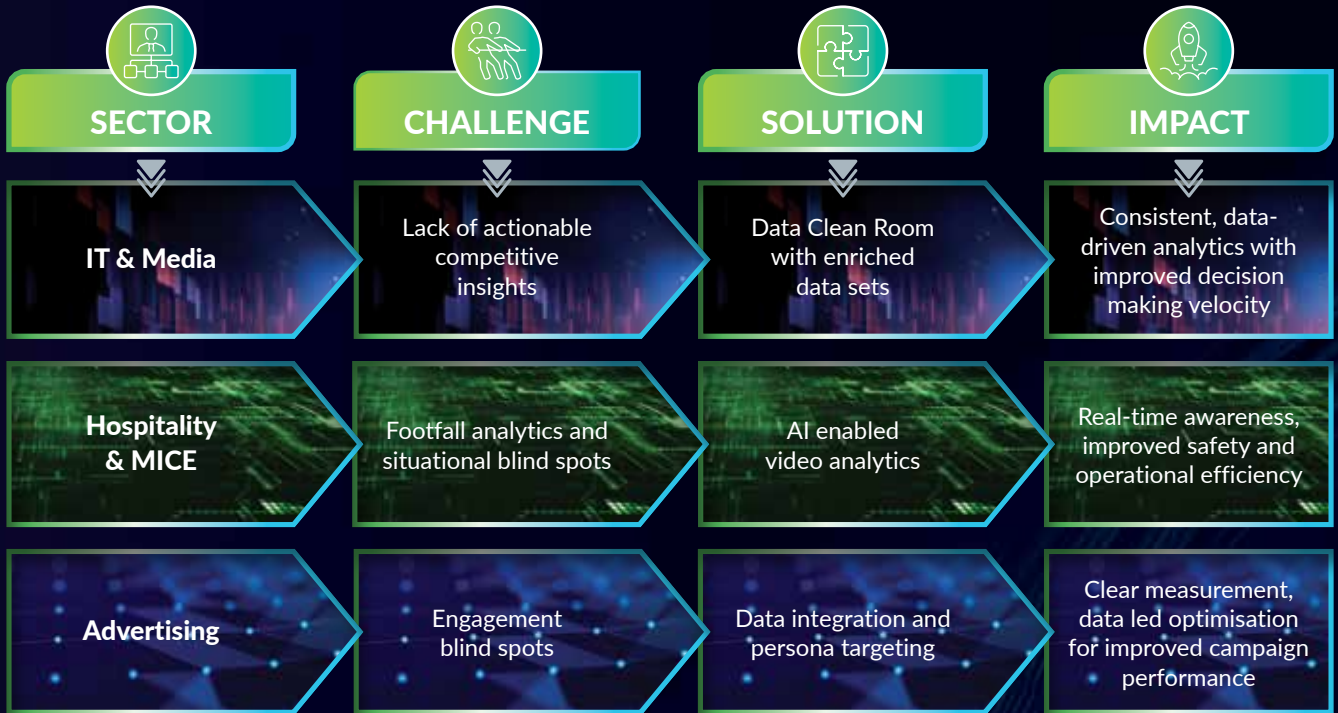 SECTOR
CHALLENGE
SOLUTION
IMPACT
IT & Media
Lack of actionable
competitive
insights
Data Clean Room
with enriched
data sets
Consistent, data-
driven analytics with
improved decision
making velocity
Hospitality
& MICE
Footfall analytics and
situational blind spots
AI enabled
video analytics
Real-time awareness,
improved safety and
operational efficiency
Advertising
Engagement
blind spots
Data integration and
persona targeting
Clear measurement,
data led optimisation
for improved campaign
performance